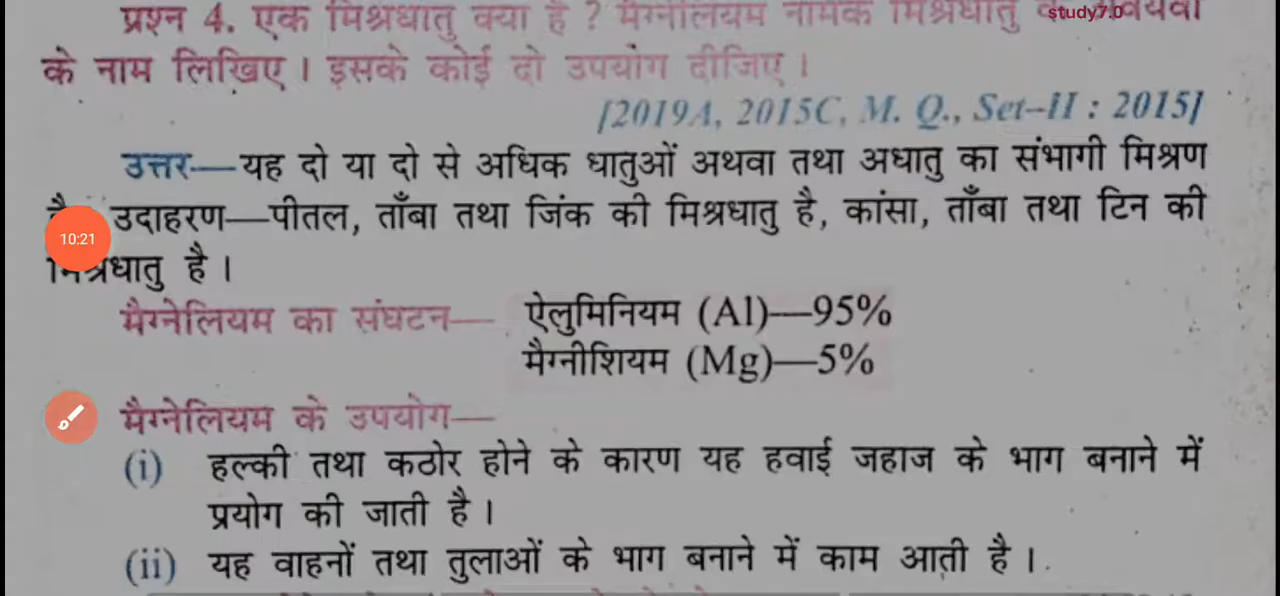 प्रश्न 4. एक मिश्रधातु क्या है ? मैग्नेलियम नामक मिश्रधातु
study7.0
के नाम लिखिए । इसके कोई दो उपयोग दीजिए ।
[2019A, 2015C, M. Q., Set–II : 2015]
उत्तर—यह दो या दो से अधिक धातुओं अथवा तथा अधातु का संभागी मिश्रण
उदाहरण—पीतल, ताँबा तथा जिंक की मिश्रधातु है, कांसा, ताँबा तथा टिन की
10:21
मिश्रधातु है ।
मैग्नेलियम का संघटन— ऐलुमिनियम (Al)—95%
मैग्नीशियम (Mg)—5%
मैग्नेलियम के उपयोग—
(i) हल्की तथा कठोर होने के कारण यह हवाई जहाज के भाग बनाने में
प्रयोग की जाती है ।
(ii) यह वाहनों तथा तुलाओं के भाग बनाने में काम आती है ।